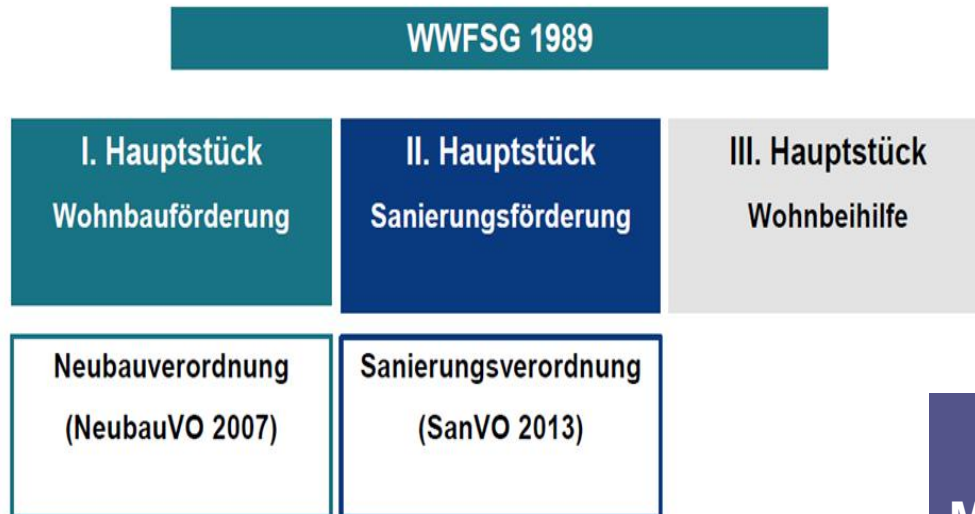 WWFSG 1989
I. Hauptstück
Wohnbauförderung
II. Hauptstück
Sanierungsförderung
III. Hauptstück
Wohnbeihilfe
Neubauverordnung
(NeubauVO 2007)
Sanierungsverordnung
(SanVO 2013)